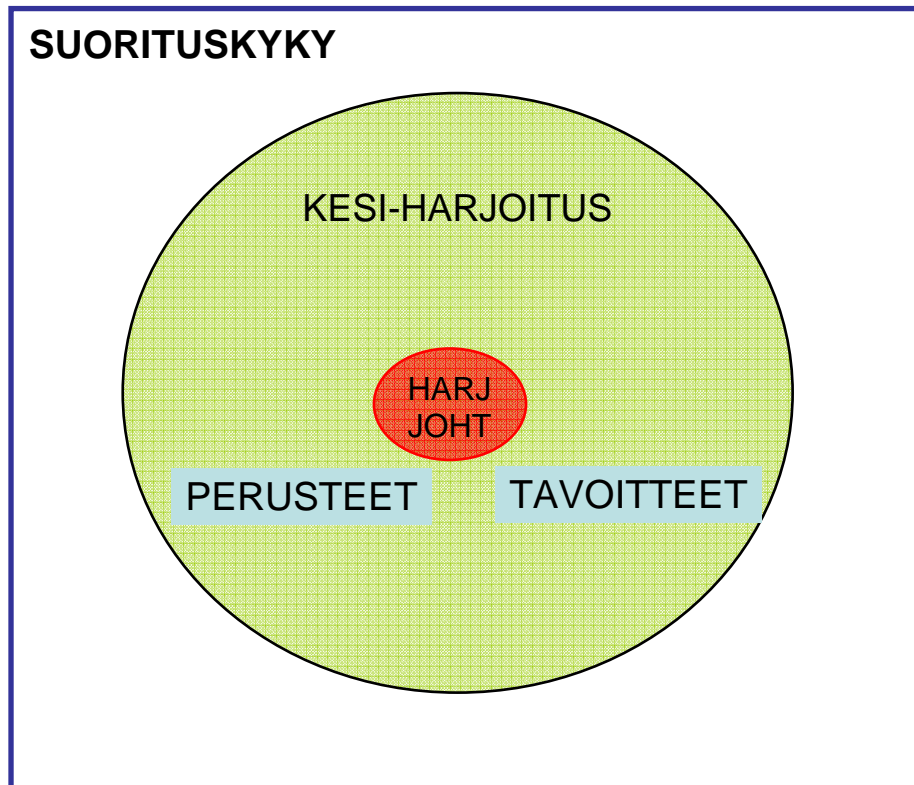 SUORITUSKYKY
KESI-HARJOITUS
HARJ
JOHT
PERUSTEET
TAVOITTEET